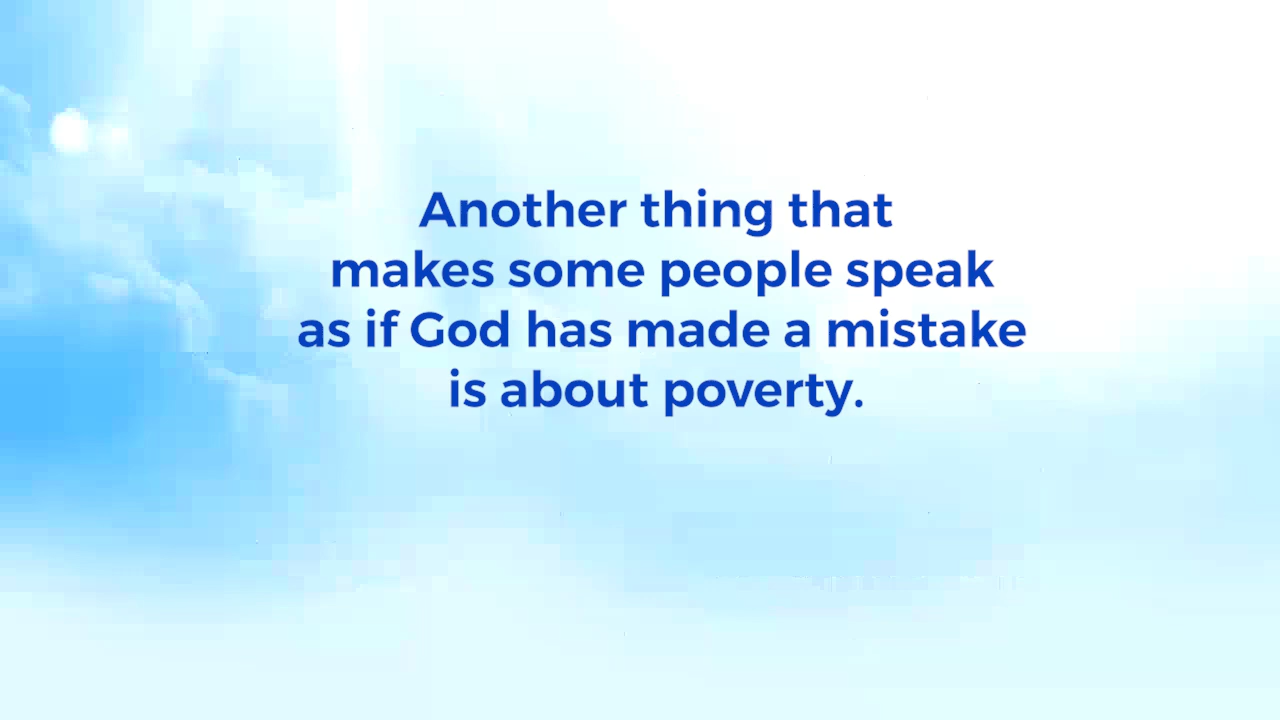 Another thing that
makes some people speak
as if God has made a mistake
is about poverty.